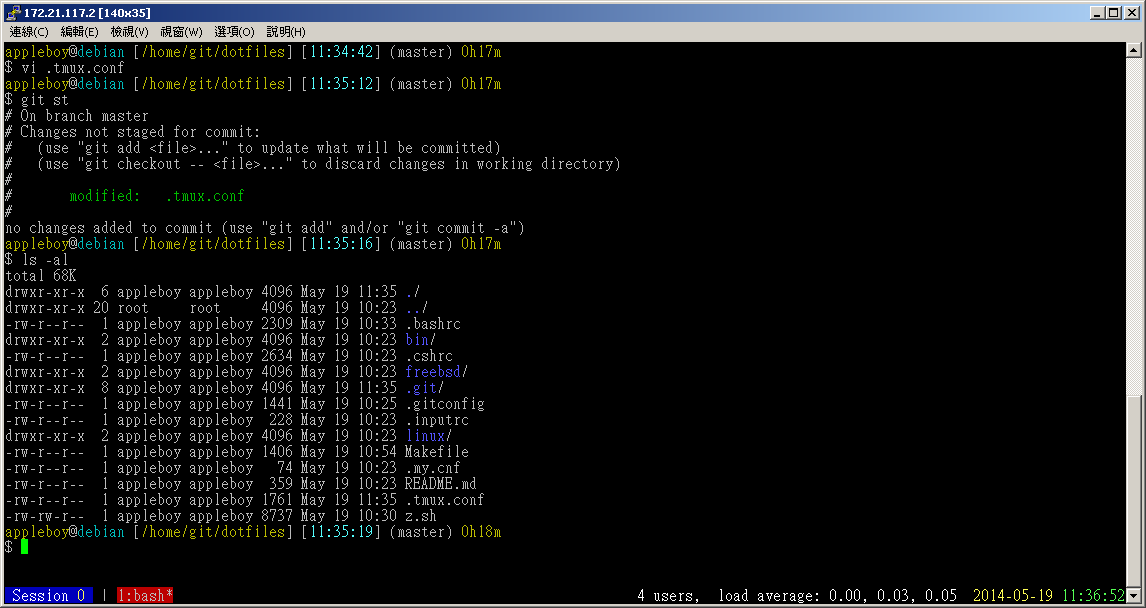 172.21.117.2 [140x35]
連線(C) 編輯(E) 檢視(V) 視窗(W) 選項(O) 說明(H)
appleboy@debian [/home/git/dotfiles] [11:34:42] (master) 0h17m
$ vi .tmux.conf
appleboy@debian [/home/git/dotfiles] [11:35:12] (master) 0h17m
$ git st
# On branch master
# Changes not staged for commit:
#   (use "git add <file>..." to update what will be committed)
#   (use "git checkout -- <file>..." to discard changes in working directory)
#
#       modified:   .tmux.conf
#
no changes added to commit (use "git add" and/or "git commit -a")
appleboy@debian [/home/git/dotfiles] [11:35:16] (master) 0h17m
$ ls -al
total 68K
drwxr-xr-x  6 appleboy appleboy 4096 May 19 11:35 ./
drwxr-xr-x 20 root     root     4096 May 19 10:23 ../
-rw-r--r--  1 appleboy appleboy 2309 May 19 10:33 .bashrc
drwxr-xr-x  2 appleboy appleboy 4096 May 19 10:23 bin/
-rw-r--r--  1 appleboy appleboy 2634 May 19 10:23 .cshrc
drwxr-xr-x  2 appleboy appleboy 4096 May 19 10:23 freebsd/
drwxr-xr-x  8 appleboy appleboy 4096 May 19 11:35 .git/
-rw-r--r--  1 appleboy appleboy 1441 May 19 10:25 .gitconfig
-rw-r--r--  1 appleboy appleboy  228 May 19 10:23 .inputrc
drwxr-xr-x  2 appleboy appleboy 4096 May 19 10:23 linux/
-rw-r--r--  1 appleboy appleboy 1406 May 19 10:54 Makefile
-rw-r--r--  1 appleboy appleboy   74 May 19 10:23 .my.cnf
-rw-r--r--  1 appleboy appleboy  359 May 19 10:23 README.md
-rw-r--r--  1 appleboy appleboy 1761 May 19 11:35 .tmux.conf
-rw-rw-r--  1 appleboy appleboy 8737 May 19 10:30 z.sh
appleboy@debian [/home/git/dotfiles] [11:35:19] (master) 0h18m
$
Session 0 | 1:bash* 4 users,  load average: 0.00, 0.03, 0.05  2014-05-19 11:36:52